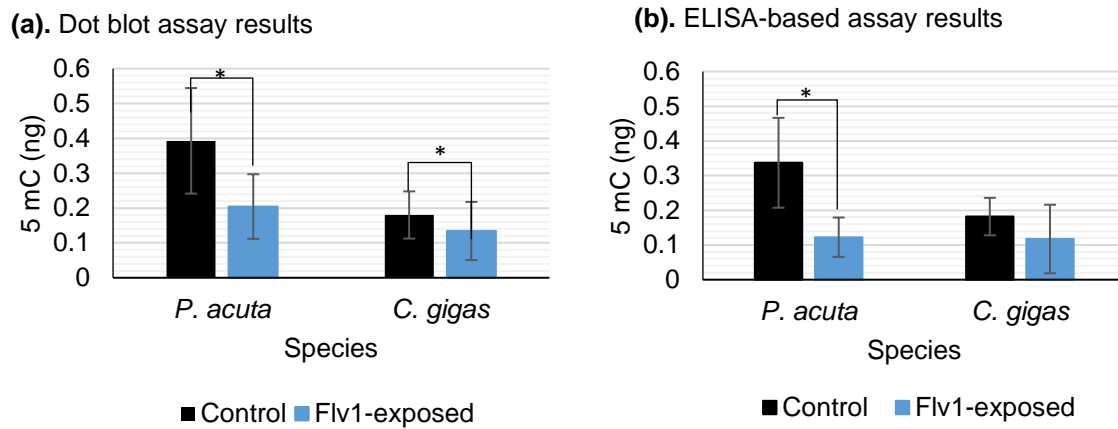 (a). Dot blot assay results
0.6
0.5
0.4
0.3
0.2
0.1
0
5 mC (ng)
*
*
P. acuta
C. gigas
Species
Control
Flv1-exposed
(b). ELISA-based assay results
0.6
0.5
0.4
0.3
0.2
0.1
0
5 mC (ng)
*
P. acuta
C. gigas
Species
Control
Flv1-exposed